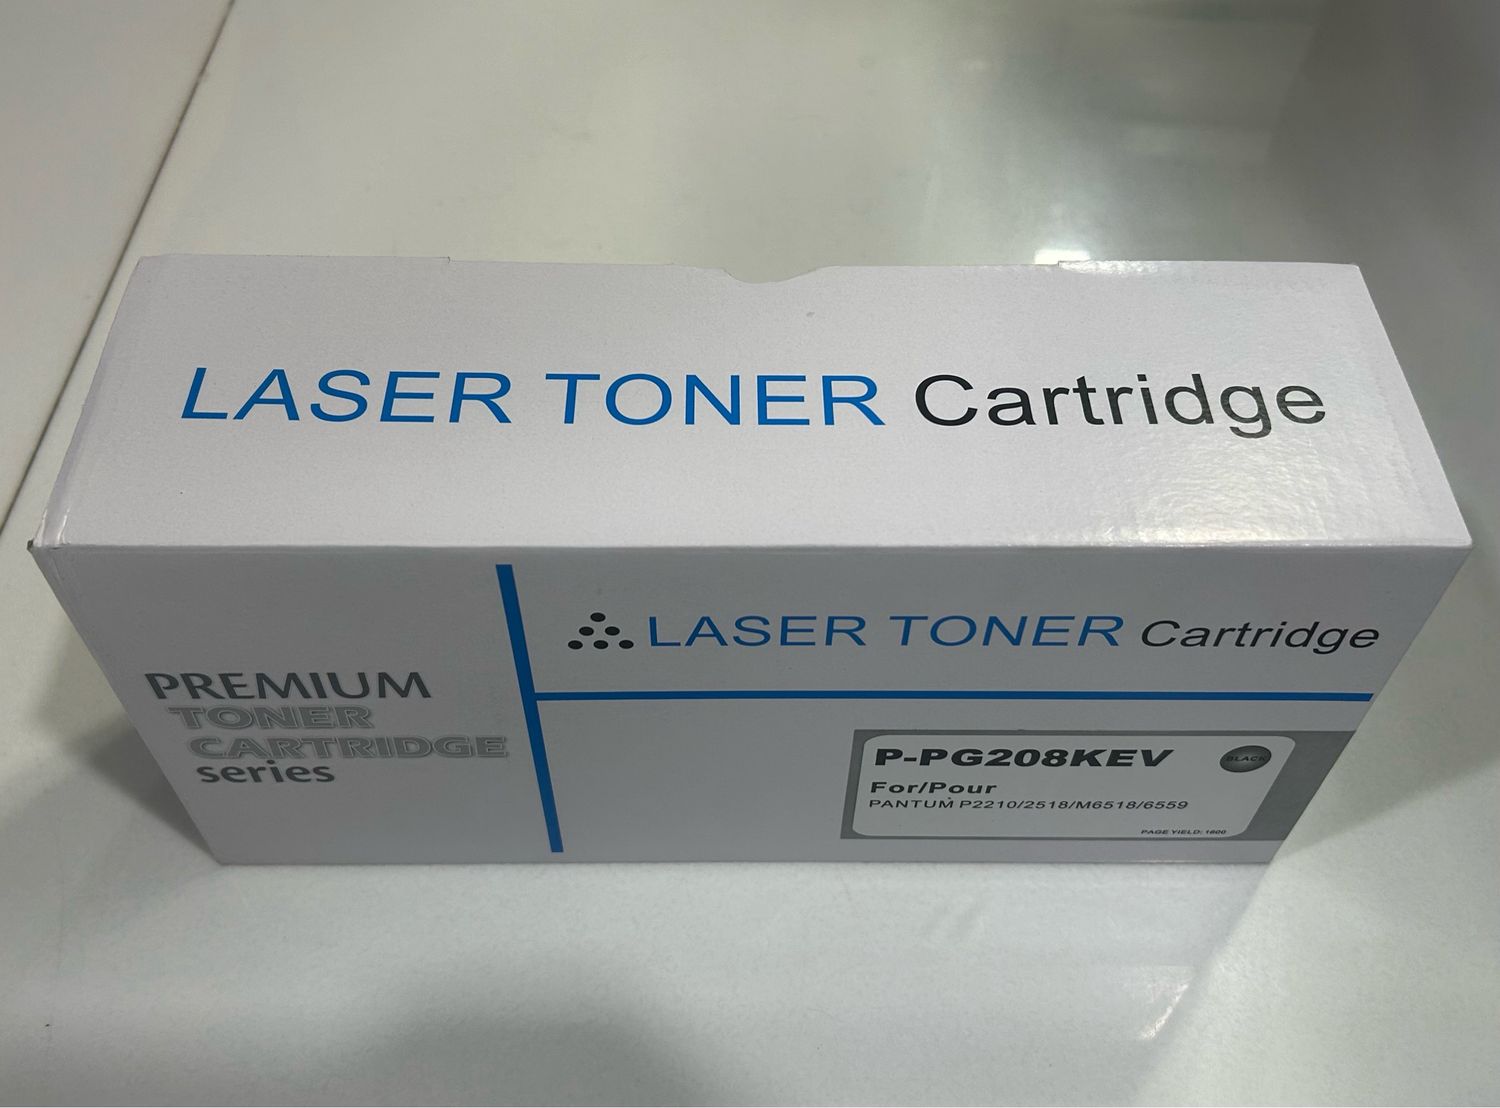 LASER TONER Cartridge
LASER TONER Cartridge
PREMIUM
TONER
CARTRIDGE
series
P-PG208KEV
BLACK
For/Pour
PANTUM P2210/2518/M6518/6559
PAGE YIELD: 1600